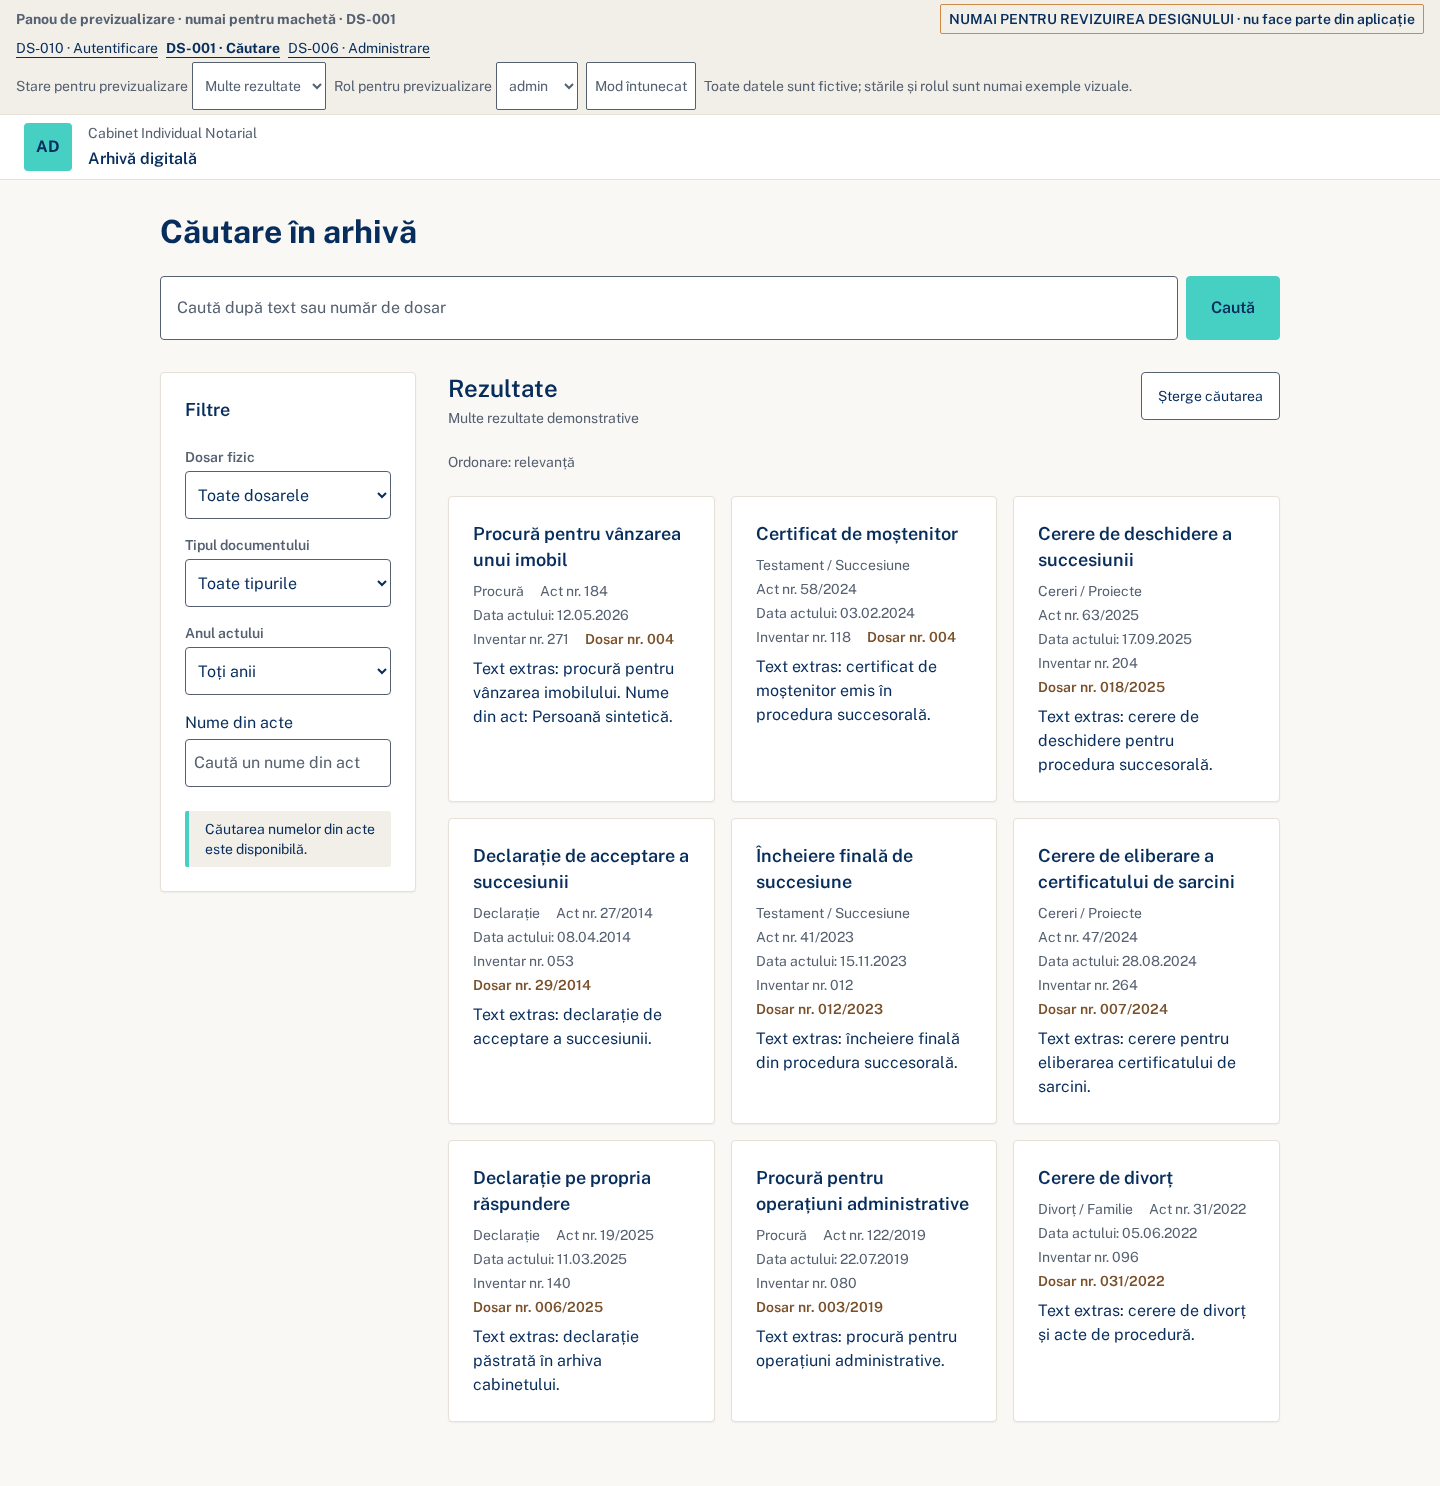 Panou de previzualizare · numai pentru machetă · DS-001
NUMAI PENTRU REVIZUIREA DESIGNULUI · nu face parte din aplicație
DS-010 · Autentificare DS-001 · Căutare DS-006 · Administrare
Stare pentru previzualizare Multe rezultate Rol pentru previzualizare admin Mod întunecat Toate datele sunt fictive; stările și rolul sunt numai exemple vizuale.
AD
Cabinet Individual Notarial
Arhivă digitală
Căutare în arhivă
Caută după text sau număr de dosar
Caută
Filtre
Dosar fizic
Toate dosarele
Tipul documentului
Toate tipurile
Anul actului
Toți anii
Nume din acte
Caută un nume din act
Căutarea numelor din acte
este disponibilă.
Rezultate
Multe rezultate demonstrative
Șterge căutarea
Ordonare: relevanță
Procură pentru vânzarea
unui imobil
Procură Act nr. 184
Data actului: 12.05.2026
Inventar nr. 271 Dosar nr. 004
Text extras: procură pentru
vânzarea imobilului. Nume
din act: Persoană sintetică.
Certificat de moștenitor
Testament / Succesiune
Act nr. 58/2024
Data actului: 03.02.2024
Inventar nr. 118 Dosar nr. 004
Text extras: certificat de
moștenitor emis în
procedura succesorală.
Cerere de deschidere a
succesiunii
Cereri / Proiecte
Act nr. 63/2025
Data actului: 17.09.2025
Inventar nr. 204
Dosar nr. 018/2025
Text extras: cerere de
deschidere pentru
procedura succesorală.
Declarație de acceptare a
succesiunii
Declarație Act nr. 27/2014
Data actului: 08.04.2014
Inventar nr. 053
Dosar nr. 29/2014
Text extras: declarație de
acceptare a succesiunii.
Încheiere finală de
succesiune
Testament / Succesiune
Act nr. 41/2023
Data actului: 15.11.2023
Inventar nr. 012
Dosar nr. 012/2023
Text extras: încheiere finală
din procedura succesorală.
Cerere de eliberare a
certificatului de sarcini
Cereri / Proiecte
Act nr. 47/2024
Data actului: 28.08.2024
Inventar nr. 264
Dosar nr. 007/2024
Text extras: cerere pentru
eliberarea certificatului de
sarcini.
Declarație pe propria
răspundere
Declarație Act nr. 19/2025
Data actului: 11.03.2025
Inventar nr. 140
Dosar nr. 006/2025
Text extras: declarație
păstrată în arhiva
cabinetului.
Procură pentru
operațiuni administrative
Procură Act nr. 122/2019
Data actului: 22.07.2019
Inventar nr. 080
Dosar nr. 003/2019
Text extras: procură pentru
operațiuni administrative.
Cerere de divorț
Divorț / Familie Act nr. 31/2022
Data actului: 05.06.2022
Inventar nr. 096
Dosar nr. 031/2022
Text extras: cerere de divorț
și acte de procedură.